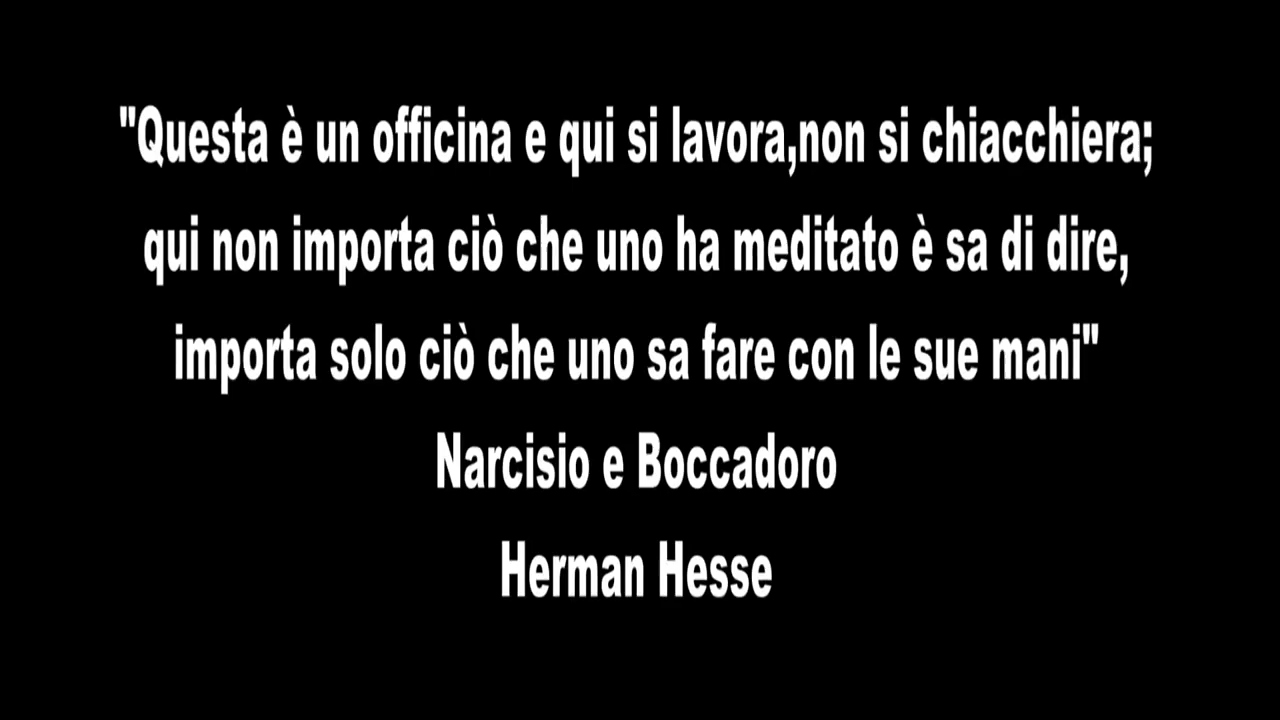 "Questa è un officina e qui si lavora,non si chiacchiera;
qui non importa ciò che uno ha meditato è sa di dire,
importa solo ciò che uno sa fare con le sue mani"
Narcisio e Boccadoro
Herman Hesse